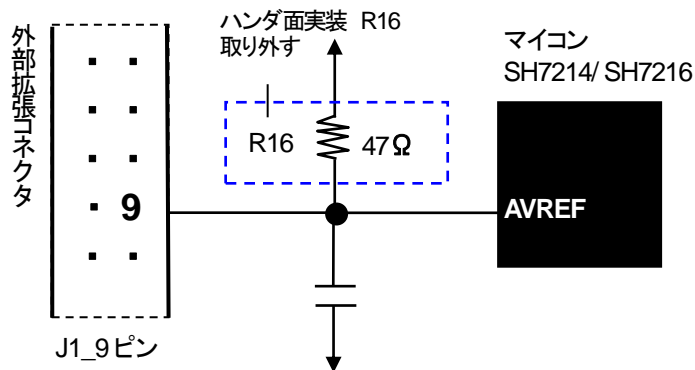 外部拡張コネクタ
9
J1_9ピン
ハンダ面実装 R16
取り外す
R16
47Ω
マイコン
SH7214/ SH7216
AVREF